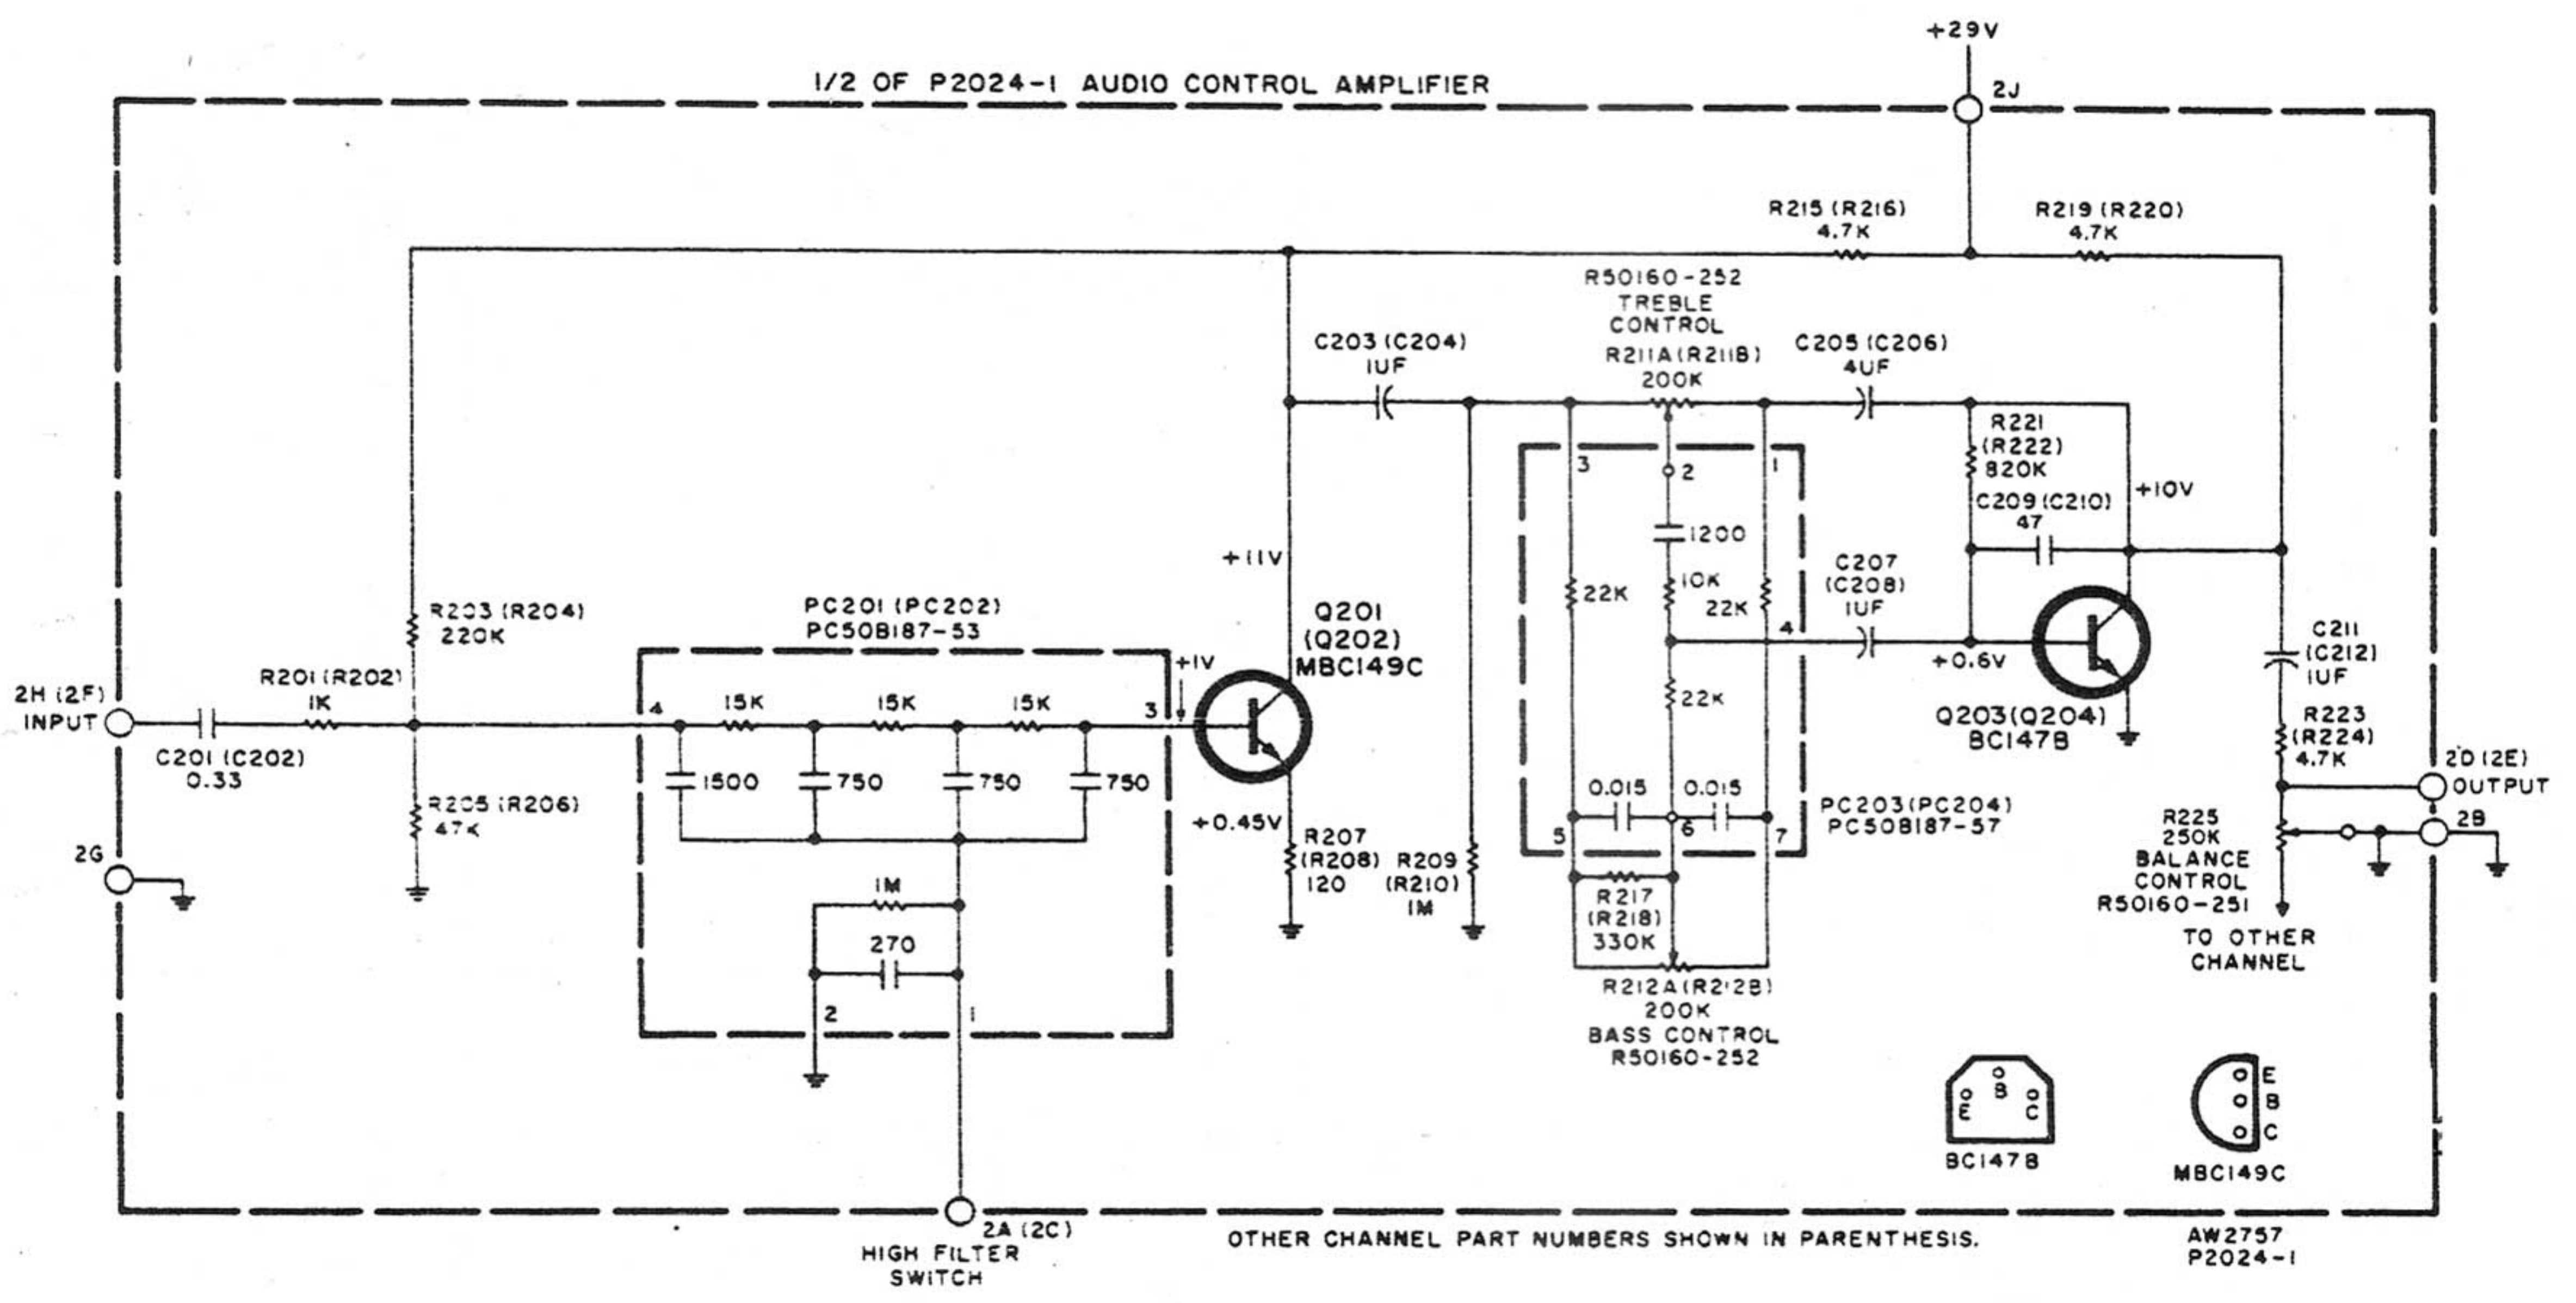 +29V
1/2 OF P2024-1 AUDIO CONTROL AMPLIFIER
2J
R215 (R216)
4.7K
R219 (R220)
4.7K
R50160-252
TREBLE
CONTROL
R211A (R211B)
200K
C203 (C204)
1UF
C205 (C206)
4UF
R221
(R222)
820K
3
2
1
+10V
C209 (C210)
47
1200
+11V
C207
(C208)
1UF
22K
10K
22K
4
R203 (R204)
220K
PC201 (PC202)
PC50B187-53
Q201
(Q202)
MBC149C
+1V
+0.6V
C211
(C212)
1UF
R201 (R202)
1K
2H (2F)
INPUT
4
15K
15K
15K
3
22K
Q203 (Q204)
BC147B
R223
(R224)
4.7K
C201 (C202)
0.33
1500
750
750
750
2D (2E)
OUTPUT
0.015
0.015
R205 (R206)
47K
+0.45V
PC203 (PC204)
PC50B187-57
2B
R225
250K
BALANCE
CONTROL
R50160-251
5
6
7
R207
(R208)
120
R209
(R210)
1M
2G
1M
R217
(R218)
330K
TO OTHER
CHANNEL
270
R212A (R212B)
200K
BASS CONTROL
R50160-252
2
1
B
E
C
BC147B
E
B
C
MBC149C
2A (2C)
HIGH FILTER
SWITCH
OTHER CHANNEL PART NUMBERS SHOWN IN PARENTHESIS.
AW2757
P2024-1